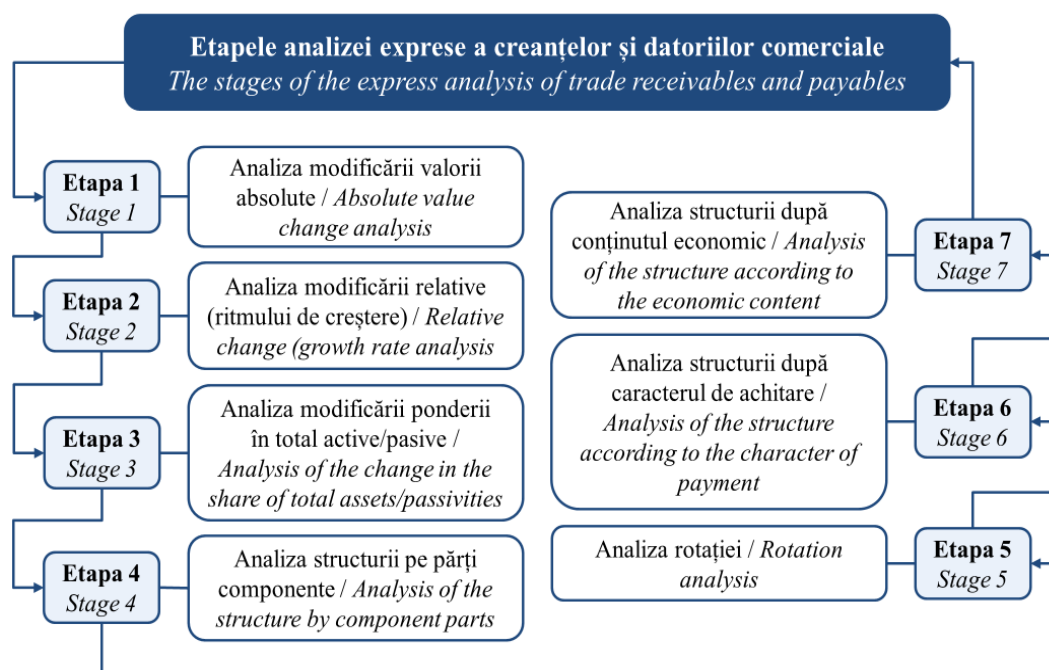 Etapele analizei exprese a creanțelor și datoriilor comerciale
The stages of the express analysis of trade receivables and payables
Etapa 1
Stage 1
Analiza modificării valorii
absolute / Absolute value
change analysis
Etapa 2
Stage 2
Analiza modificării relative
(ritmului de creștere) / Relative
change (growth rate analysis
Etapa 3
Stage 3
Analiza modificării ponderii
în total active/pasive /
Analysis of the change in the
share of total assets/passivities
Etapa 4
Stage 4
Analiza structurii pe părți
componente / Analysis of the
structure by component parts
Analiza rotației / Rotation
analysis
Etapa 5
Stage 5
Analiza structurii după
caracterul de achitare /
Analysis of the structure
according to the character of
payment
Etapa 6
Stage 6
Analiza structurii după
conținutul economic / Analysis
of the structure according to
the economic content
Etapa 7
Stage 7